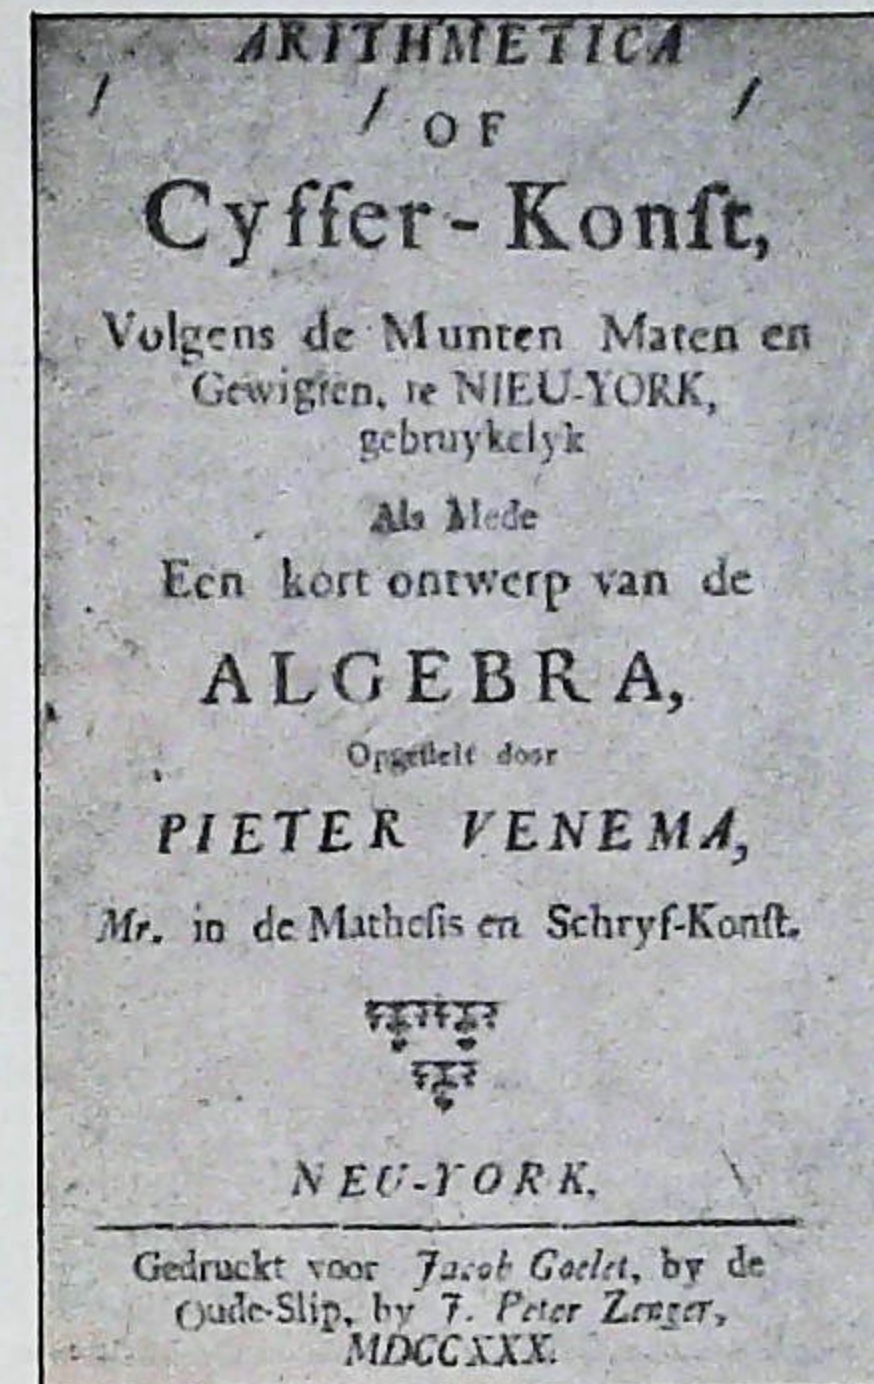 ARITHMETICA
OF
Cyffer-Konſt,
Volgens de Munten Maten en
Gewigten, te NIEU-YORK,
gebruykelyk
Als Mede
Een kort ontwerp van de
ALGEBRA,
Opgeſtelt door
PIETER VENEMA,
Mr. in de Matheſis en Schryf-Konſt.
NEU-YORK.
Gedruckt voor Jacob Goelet, by de
Oude-Slip, by J. Peter Zenger,
MDCCXXX.